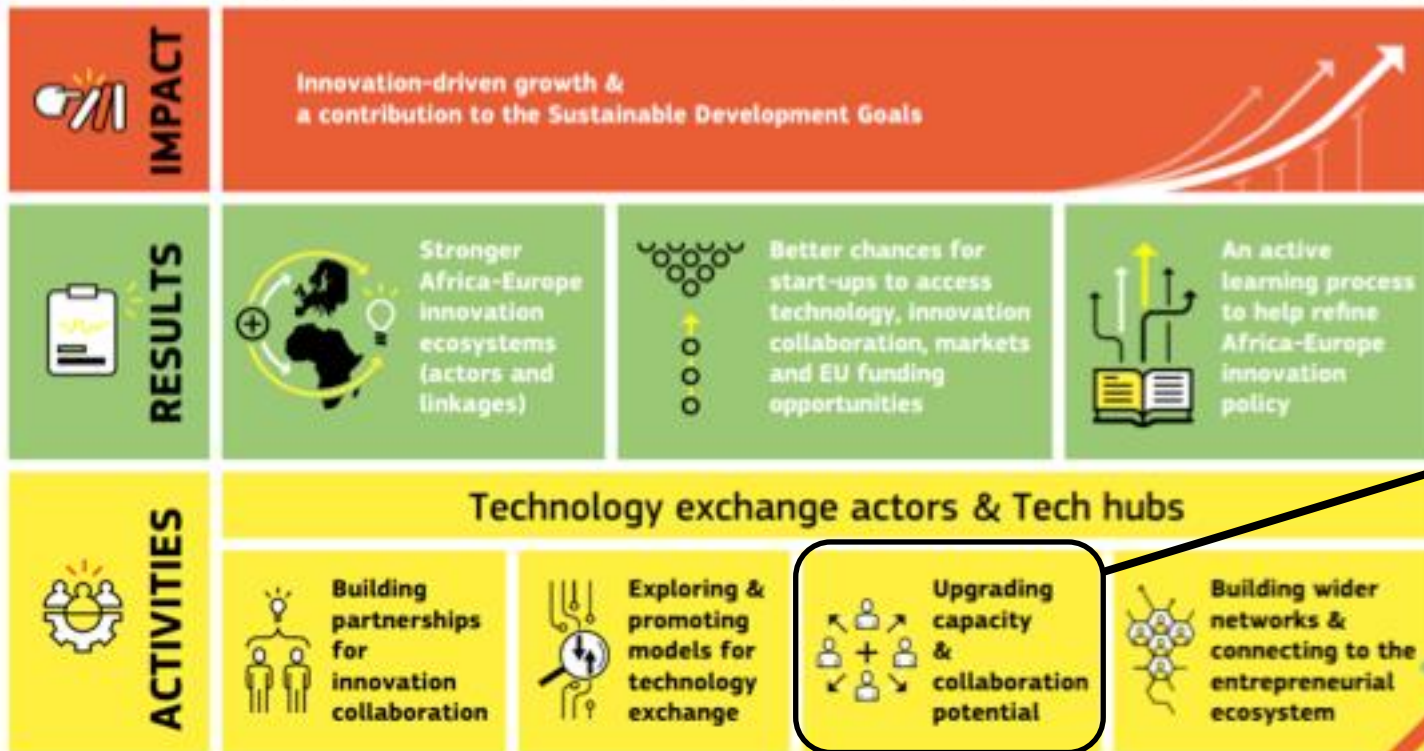 IMPACT
Innovation-driven growth &
a contribution to the Sustainable Development Goals
RESULTS
Stronger
Africa-Europe
innovation
ecosystems
(actors and
linkages)
Better chances for
start-ups to access
technology, innovation
collaboration, markets
and EU funding
opportunities
An active
learning process
to help refine
Africa-Europe
innovation
policy
ACTIVITIES
Technology exchange actors & Tech hubs
Building
partnerships
for
innovation
collaboration
Exploring &
promoting
models for
technology
exchange
Upgrading
capacity
&
collaboration
potential
Building wider
networks &
connecting to the
entrepreneurial
ecosystem